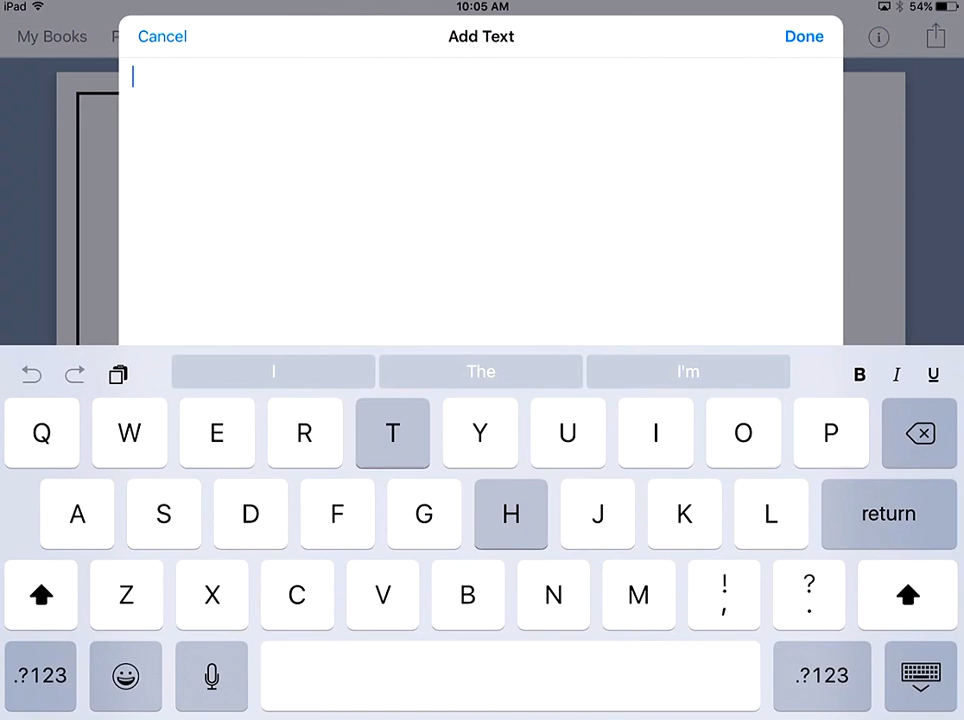 iPad 10:05 AM 54%
My Books Cancel Add Text Done
I The I'm B I U
Q W E R T Y U I O P
A S D F G H J K L return
Z X C V B N M ! , ? .
.?123 .?123